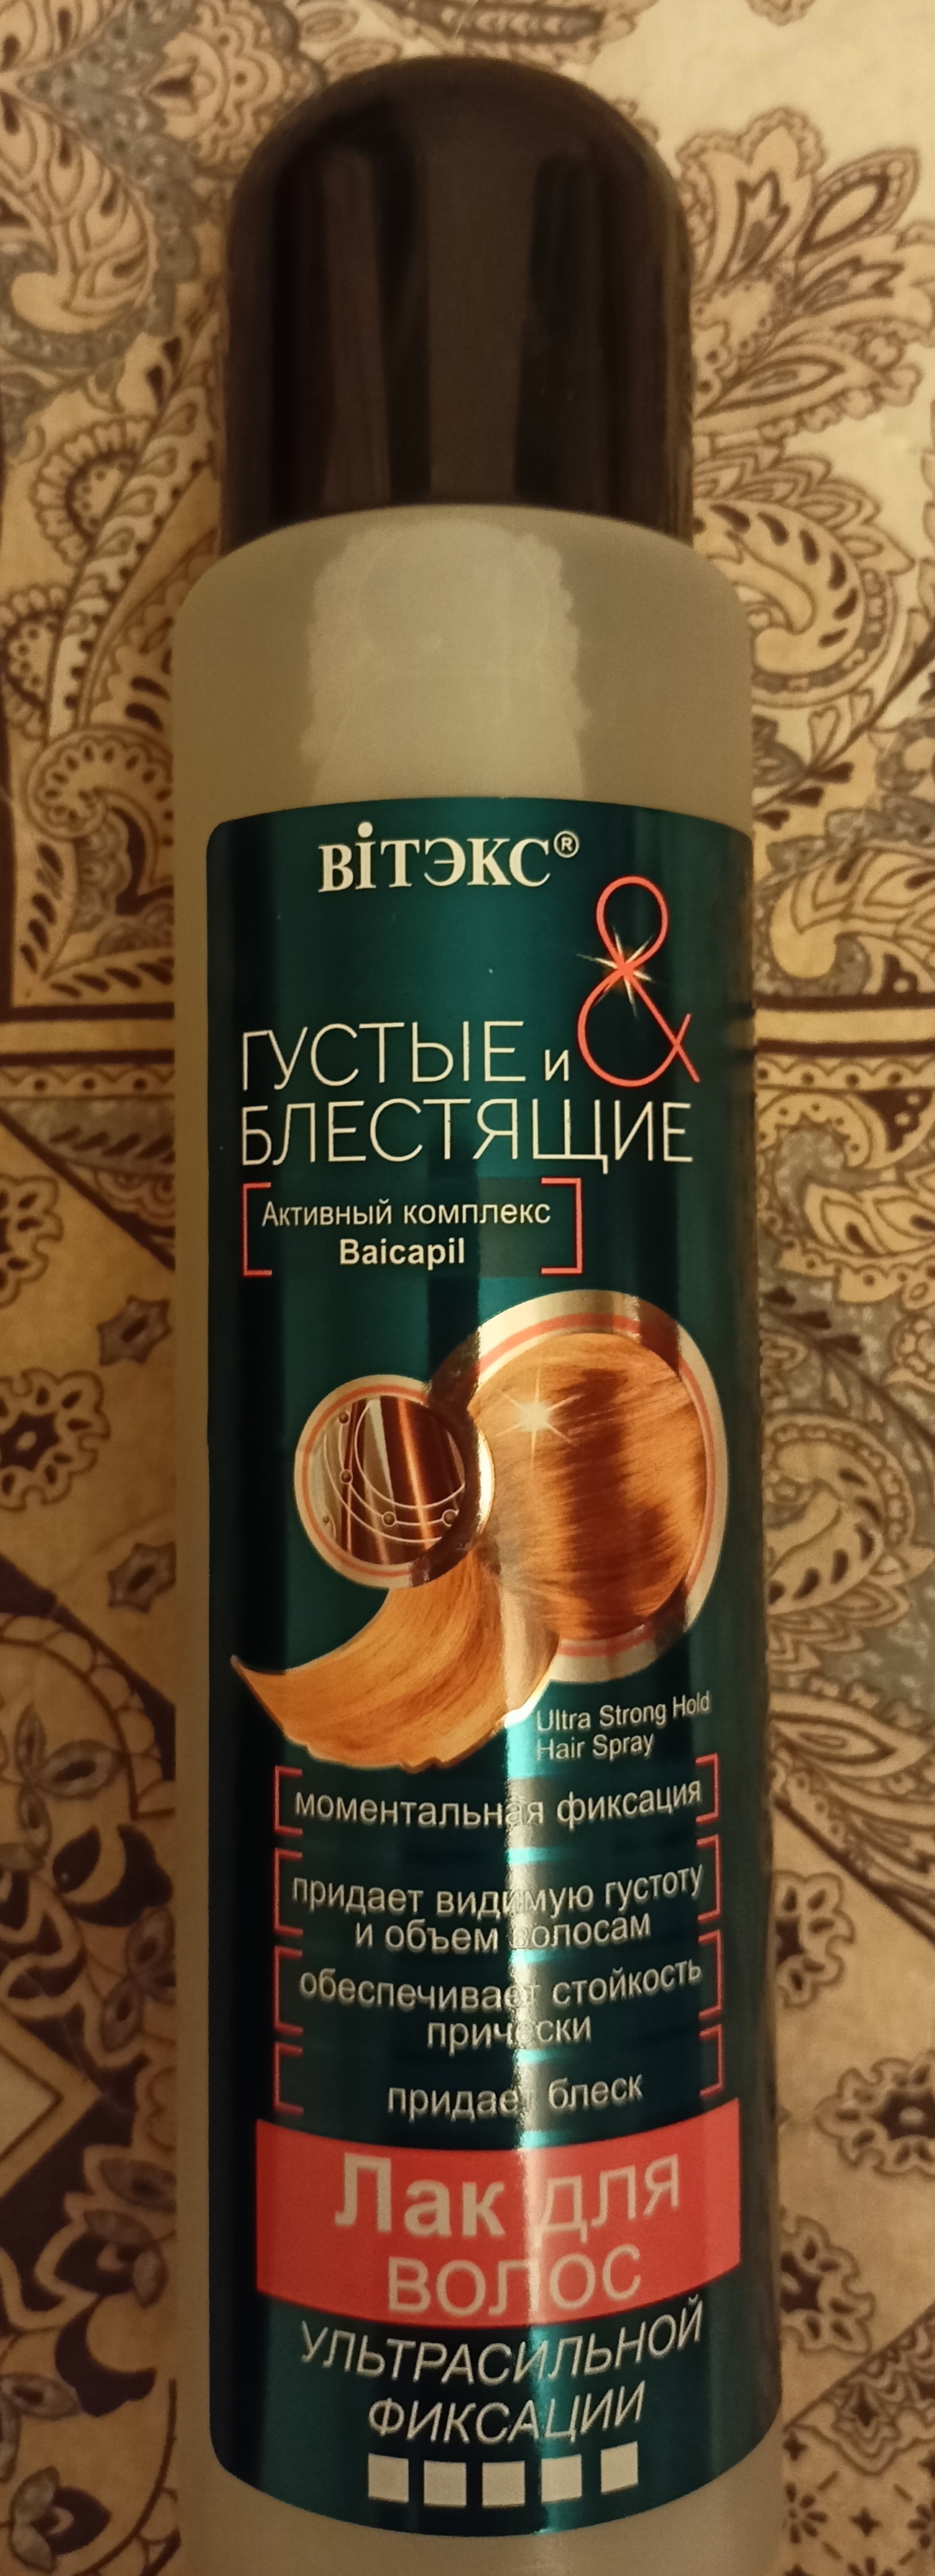 ВіТЭКС®
&
ГУСТЫЕ и
БЛЕСТЯЩИЕ
Активный комплекс
Baicapil
Ultra Strong Hold
Hair Spray
моментальная фиксация
придает видимую густоту
и объем волосам
обеспечивает стойкость
прически
придает блеск
Лак для
волос
УЛЬТРАСИЛЬНОЙ
ФИКСАЦИИ